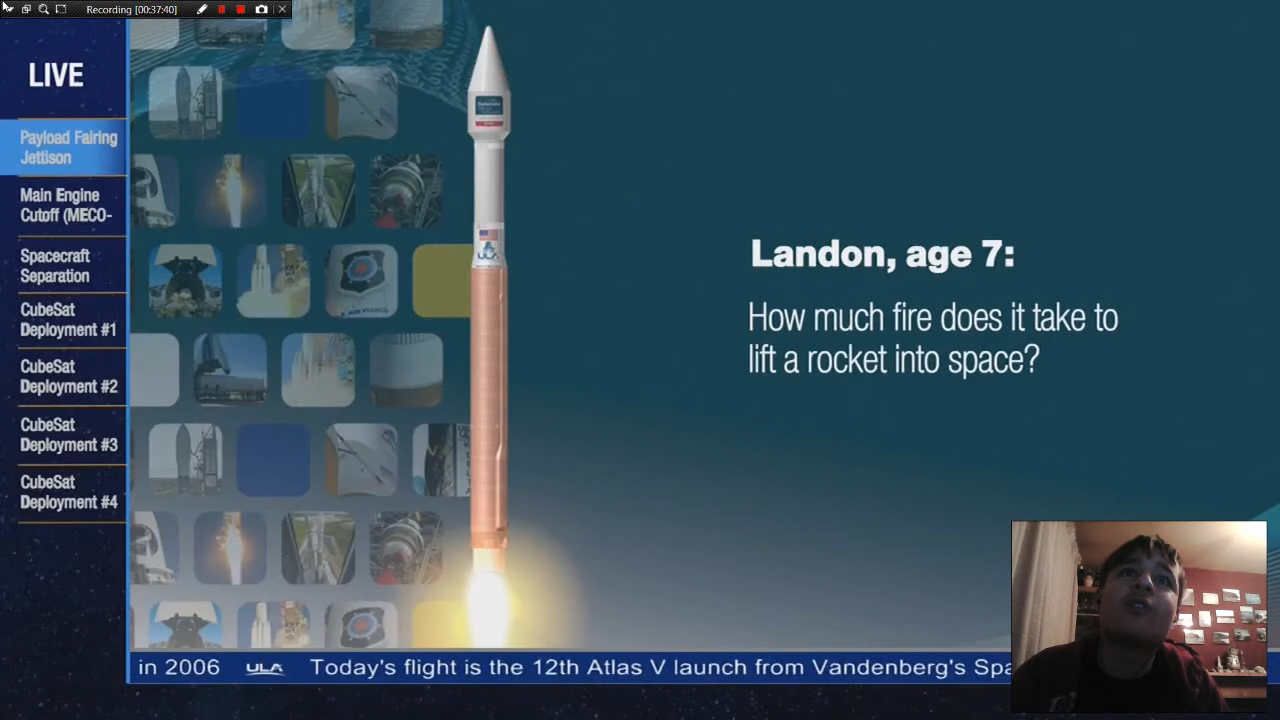 Recording [00:37:40]
LIVE
Payload Fairing
Jettison
Main Engine
Cutoff (MECO-
Spacecraft
Separation
CubeSat
Deployment #1
CubeSat
Deployment #2
CubeSat
Deployment #3
CubeSat
Deployment #4
ULA
Landon, age 7:
How much fire does it take to
lift a rocket into space?
in 2006 ULA Today's flight is the 12th Atlas V launch from Vandenberg's Spa